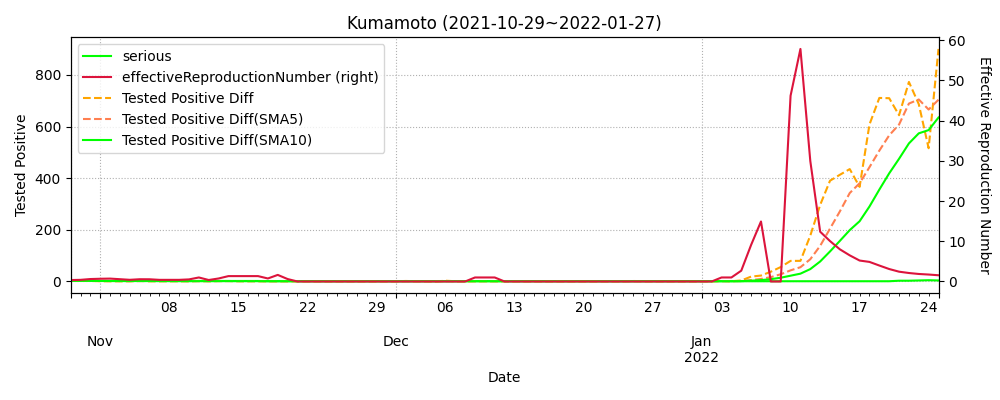 Kumamoto (2021-10-29~2022-01-27)
serious
effectiveReproductionNumber (right)
Tested Positive Diff
Tested Positive Diff(SMA5)
Tested Positive Diff(SMA10)
Tested Positive
800
600
400
200
0
60
50
40
30
20
10
0
Effective Reproduction Number
08 15 22 29 06 13 20 27 03 10 17 24
Nov Dec Jan
2022
Date